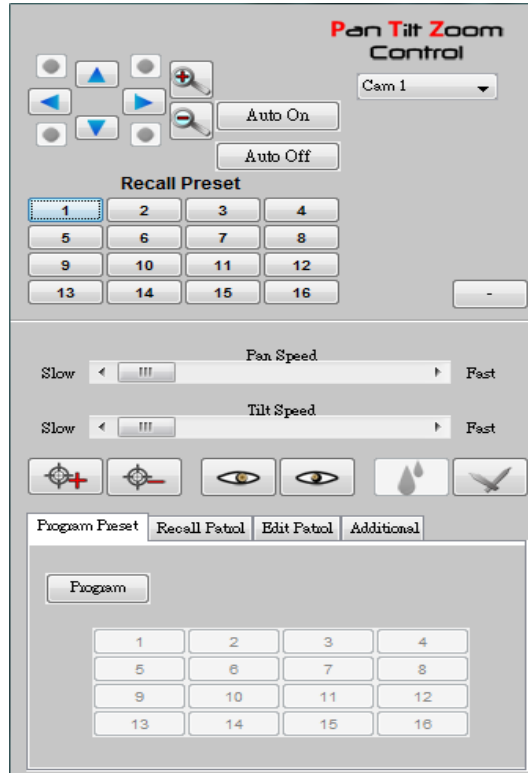 Pan Tilt Zoom
Control
Cam 1
Auto On
Auto Off
Recall Preset
1 2 3 4
5 6 7 8
9 10 11 12
13 14 15 16
-
Pan Speed
Slow Fast
Tilt Speed
Slow Fast
Program Preset Recall Patrol Edit Patrol Additional
Program
1 2 3 4
5 6 7 8
9 10 11 12
13 14 15 16